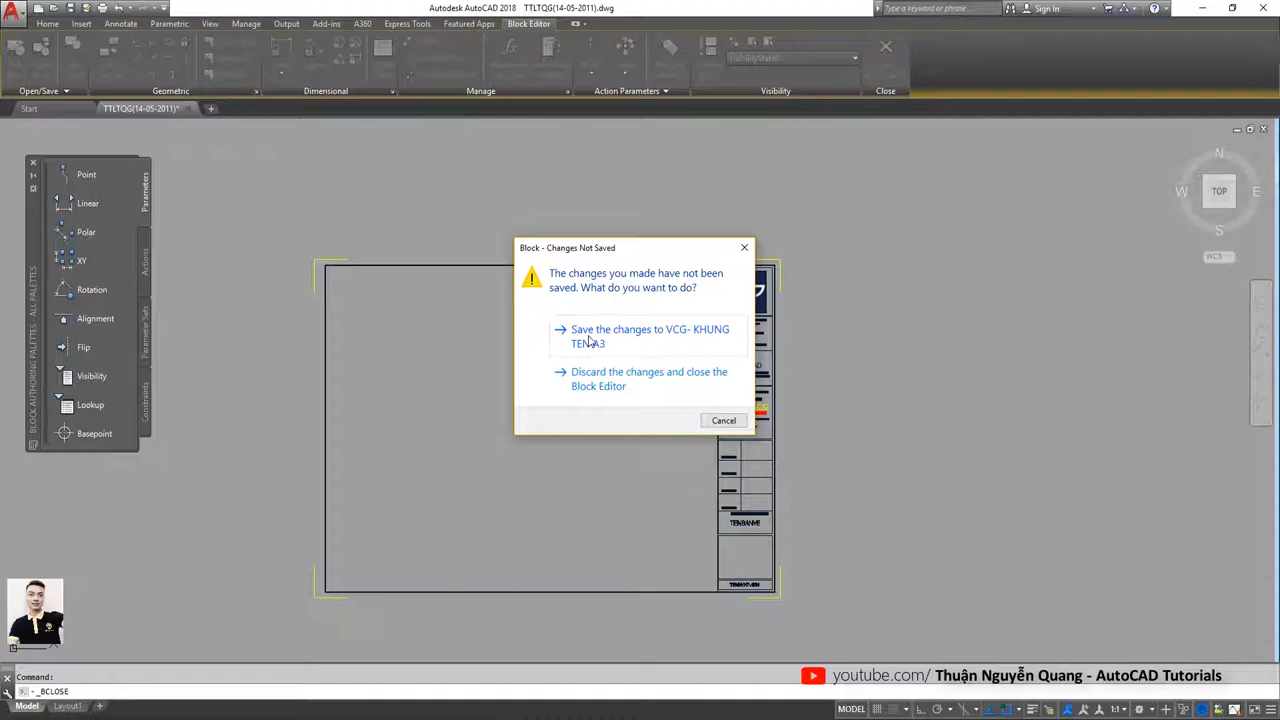 Autodesk AutoCAD 2018 TTLTQG(14-05-2011).dwg
Type a keyword or phrase
Sign In
Home Insert Annotate Parametric View Manage Output Add-ins A360 Express Tools Featured Apps Block Editor
VisibilityState0
Open/Save Geometric Dimensional Manage Action Parameters Visibility Close
Start TTLTQG(14-05-2011)*
N
W TOP E
S
WCS
Point
Linear
Polar
XY
Rotation
Alignment
Flip
Visibility
Lookup
Basepoint
Parameters
Actions
Parameter Sets
Constraints
BLOCK AUTHORING PALETTES - ALL PALETTES
Block - Changes Not Saved
The changes you made have not been
saved. What do you want to do?
Save the changes to VCG- KHUNG
TEN A3
Discard the changes and close the
Block Editor
Cancel
TENBANVE
Command:
_BCLOSE
youtube.com/ Thuận Nguyễn Quang - AutoCAD Tutorials
Model Layout1
MODEL 1:1